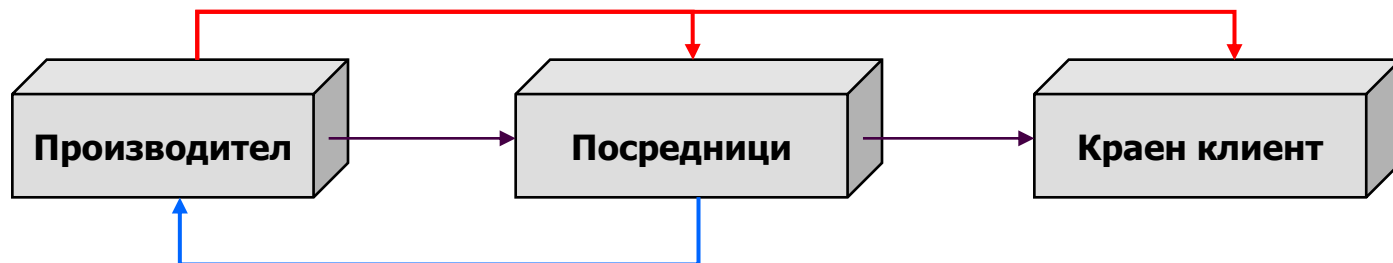 Производител
Посредници
Краен клиент